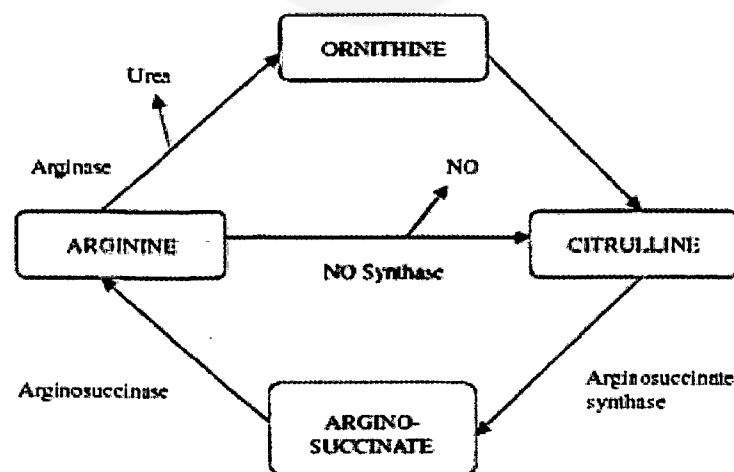 ORNITHINE
Urea
Arginase
NO
ARGININE
CITRULLINE
NO Synthase
Arginosuccinase
Arginosuccinate
synthase
ARGINO-
SUCCINATE